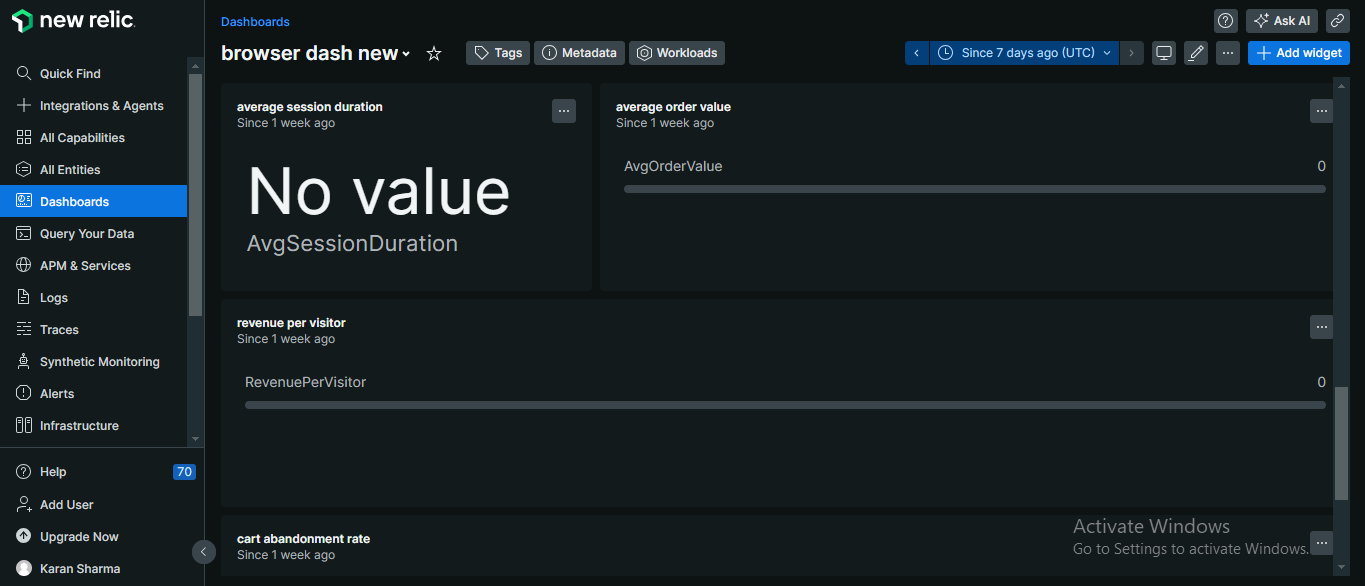 new relic.
Quick Find
Integrations & Agents
All Capabilities
All Entities
Dashboards
Query Your Data
APM & Services
Logs
Traces
Synthetic Monitoring
Alerts
Infrastructure
Help 70
Add User
Upgrade Now
Karan Sharma
Dashboards
Ask AI
browser dash new
Tags
Metadata
Workloads
Since 7 days ago (UTC)
Add widget
average session duration
Since 1 week ago
No value
AvgSessionDuration
average order value
Since 1 week ago
AvgOrderValue 0
revenue per visitor
Since 1 week ago
RevenuePerVisitor 0
cart abandonment rate
Since 1 week ago
Activate Windows
Go to Settings to activate Windows.